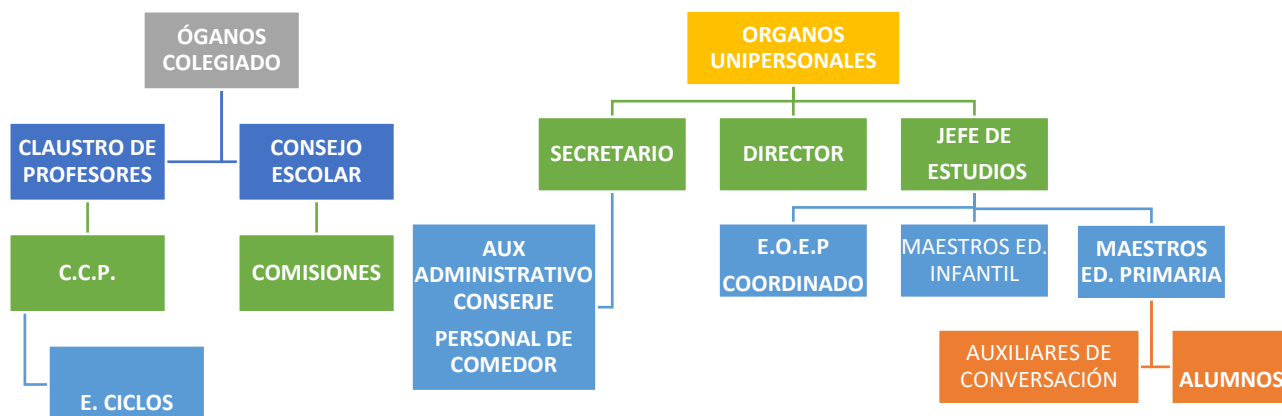 ÓGANOS
COLEGIADO
CLAUSTRO DE
PROFESORES
CONSEJO
ESCOLAR
C.C.P.
COMISIONES
E. CICLOS
ORGANOS
UNIPERSONALES
SECRETARIO
DIRECTOR
JEFE DE
ESTUDIOS
AUX
ADMINISTRATIVO
CONSERJE
PERSONAL DE
COMEDOR
E.O.E.P
COORDINADO
MAESTROS ED.
INFANTIL
MAESTROS
ED. PRIMARIA
AUXILIARES DE
CONVERSACIÓN
ALUMNOS